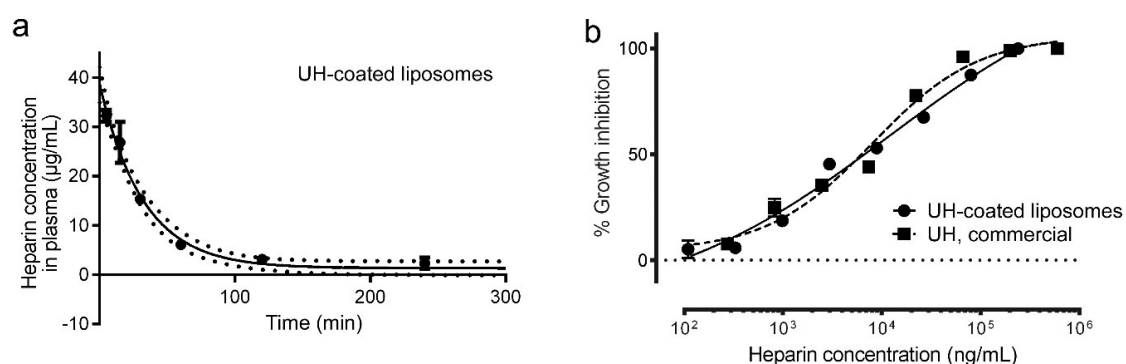 a
UH-coated liposomes
Heparin concentration
in plasma (µg/mL)
40
30
20
10
0
-10
100
200
300
Time (min)
b
% Growth inhibition
100
50
0
UH-coated liposomes
UH, commercial
10²
10³
10⁴
10⁵
10⁶
Heparin concentration (ng/mL)